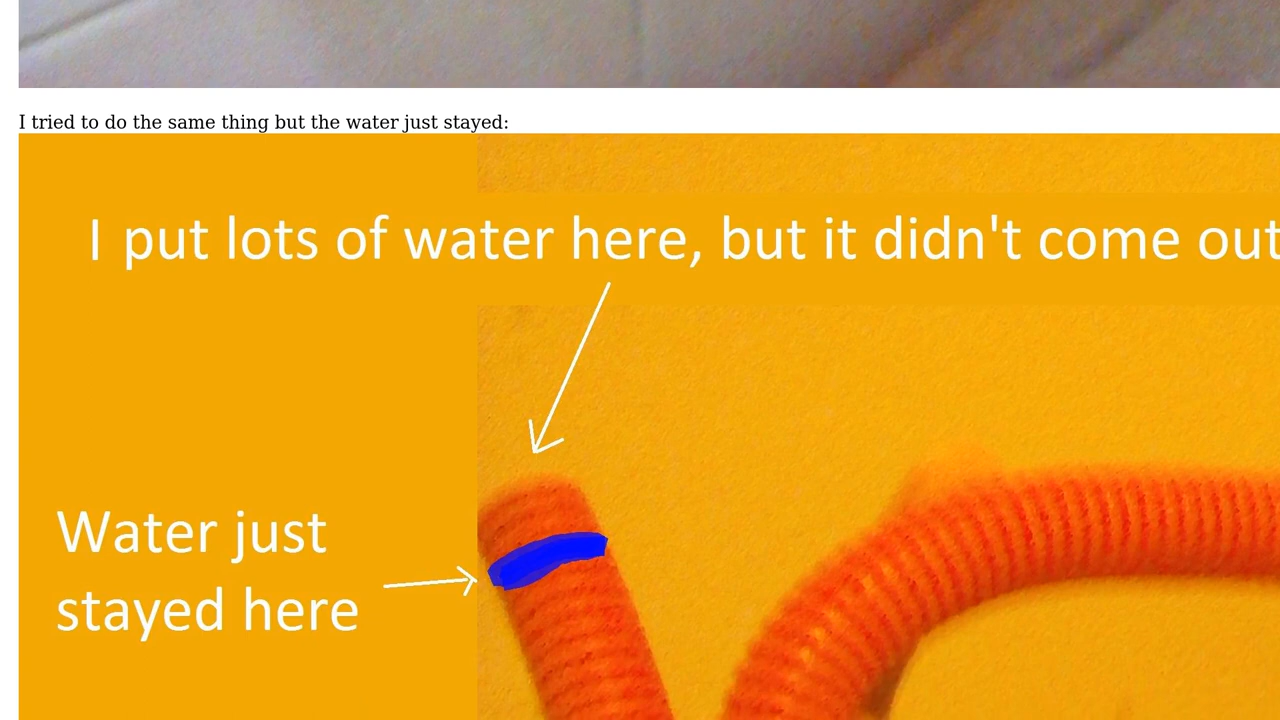 I tried to do the same thing but the water just stayed:
I put lots of water here, but it didn't come out
Water just
stayed here